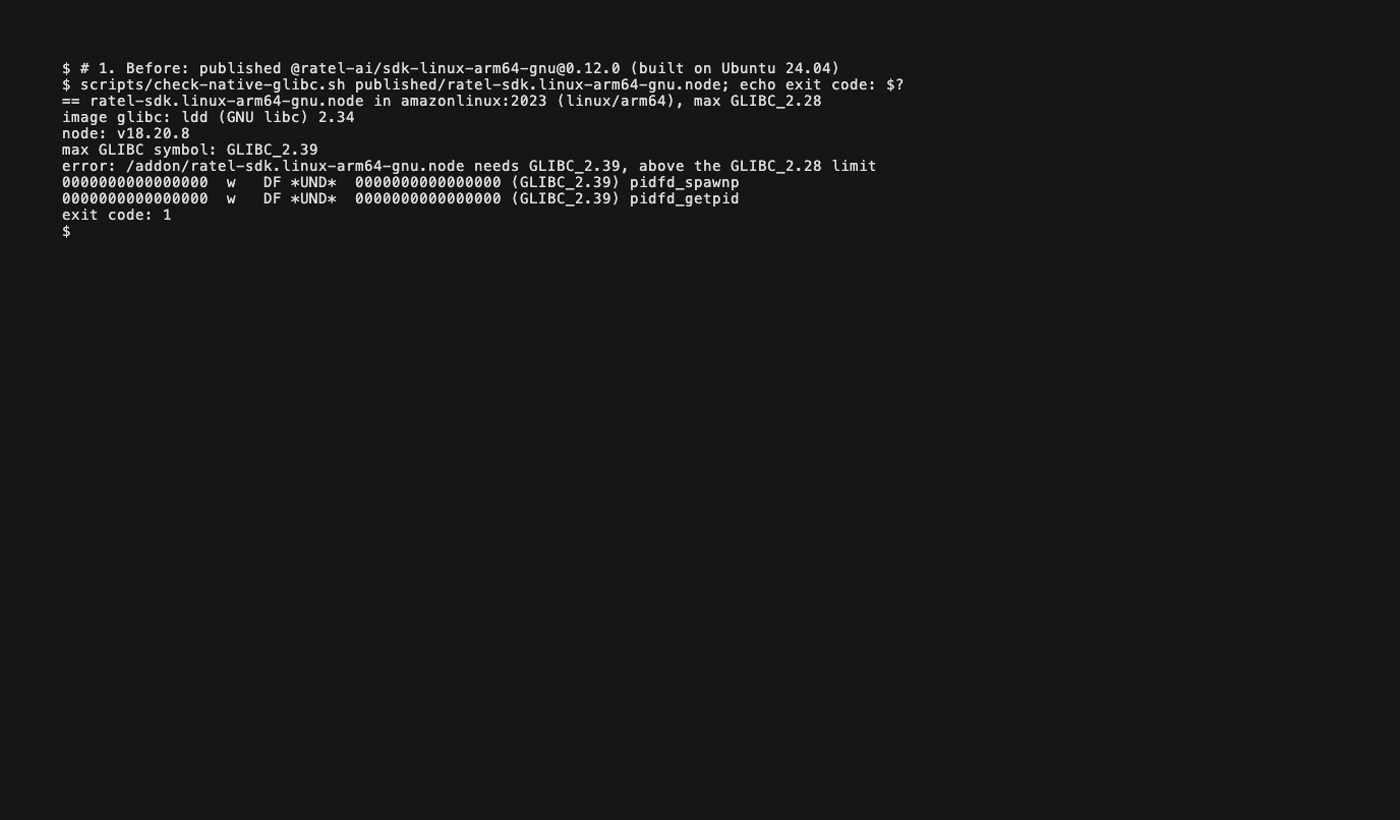 $ # 1. Before: published @ratel-ai/sdk-linux-arm64-gnu@0.12.0 (built on Ubuntu 24.04)
$ scripts/check-native-glibc.sh published/ratel-sdk.linux-arm64-gnu.node; echo exit code: $?
== ratel-sdk.linux-arm64-gnu.node in amazonlinux:2023 (linux/arm64), max GLIBC_2.28
image glibc: ldd (GNU libc) 2.34
node: v18.20.8
max GLIBC symbol: GLIBC_2.39
error: /addon/ratel-sdk.linux-arm64-gnu.node needs GLIBC_2.39, above the GLIBC_2.28 limit
0000000000000000  w   DF *UND*  0000000000000000 (GLIBC_2.39) pidfd_spawnp
0000000000000000  w   DF *UND*  0000000000000000 (GLIBC_2.39) pidfd_getpid
exit code: 1
$